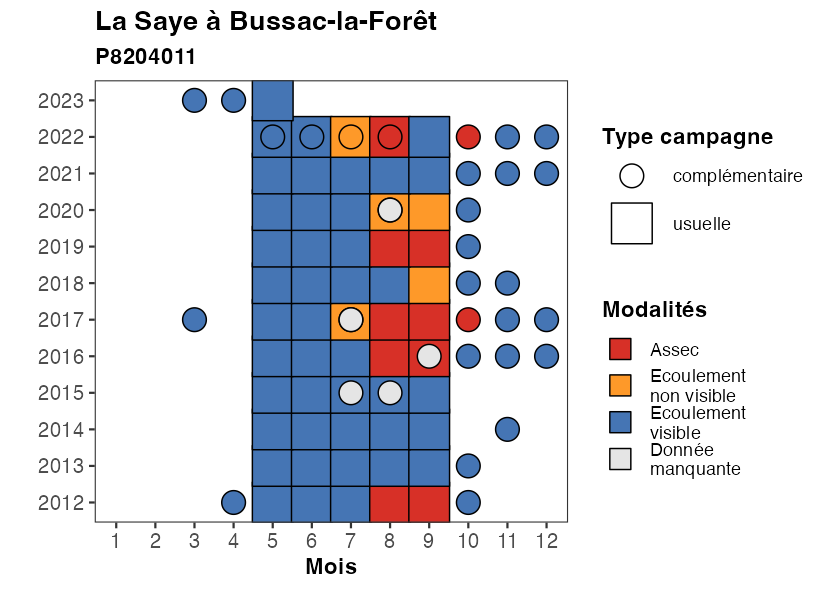 La Saye à Bussac-la-Forêt
P8204011
2023
2022
2021
2020
2019
2018
2017
2016
2015
2014
2013
2012
1 2 3 4 5 6 7 8 9 10 11 12
Mois
Type campagne
complémentaire
usuelle
Modalités
Assec
Ecoulement
non visible
Ecoulement
visible
Donnée
manquante